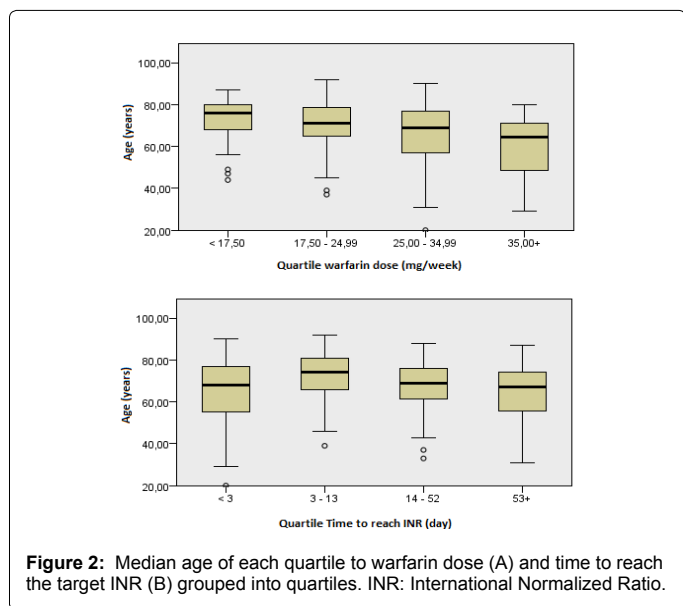 100,00
80,00
60,00
40,00
20,00
Age (years)
< 17,50 17,50 - 24,99 25,00 - 34,99 35,00+
Quartile warfarin dose (mg/week)
100,00
80,00
60,00
40,00
20,00
Age (years)
< 3 3 - 13 14 - 52 53+
Quartile Time to reach INR (day)
Figure 2: Median age of each quartile to warfarin dose (A) and time to reach
the target INR (B) grouped into quartiles. INR: International Normalized Ratio.